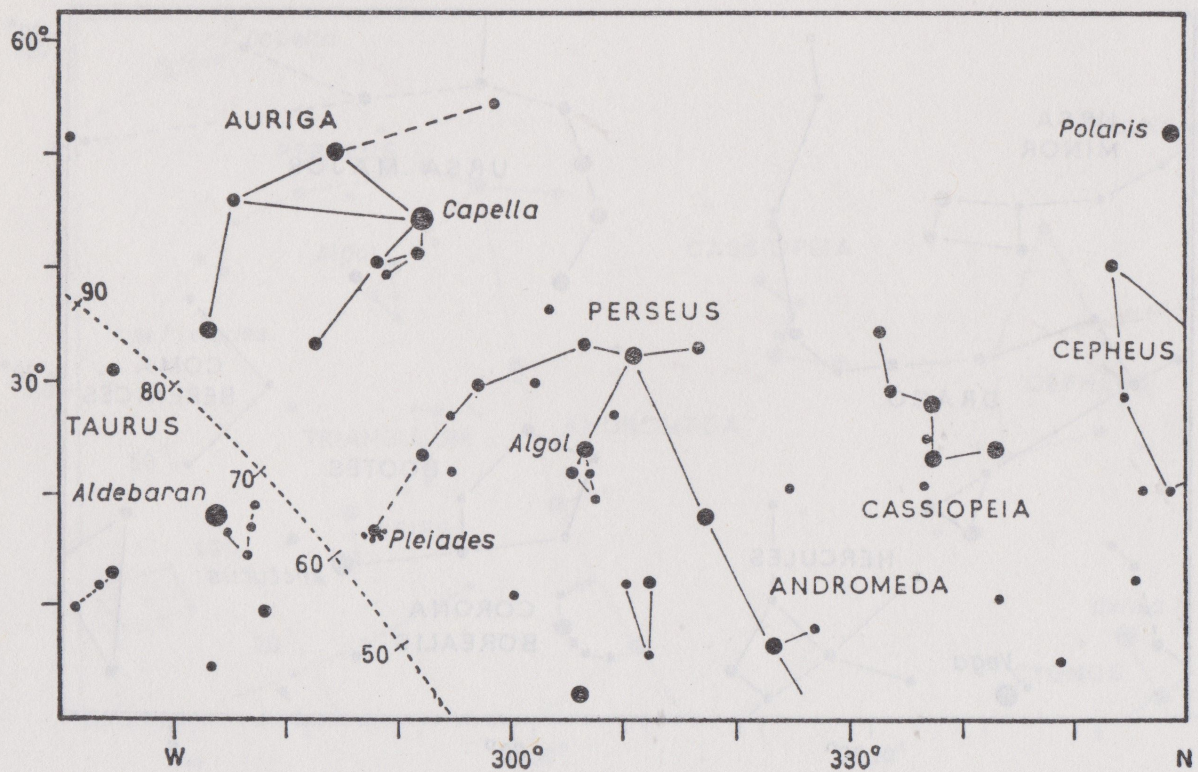 60°
AURIGA
Polaris
Capella
90
PERSEUS
CEPHEUS
30°
80
TAURUS
Algol
70
Aldebaran
CASSIOPEIA
Pleiades
60
ANDROMEDA
50
W
300°
330°
N